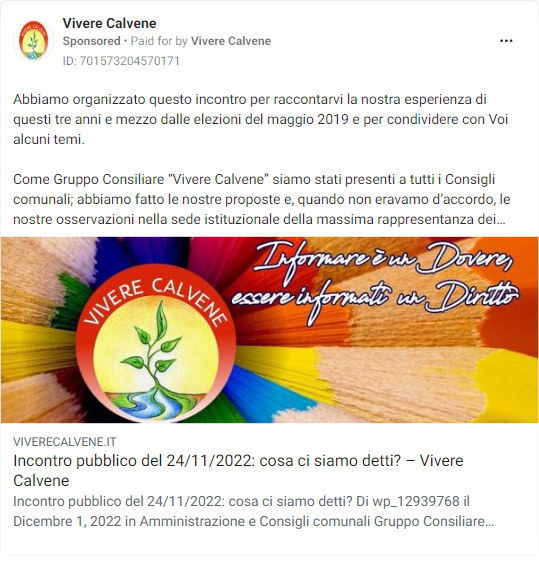 Vivere Calvene
Sponsored • Paid for by Vivere Calvene
ID: 701573204570171
Abbiamo organizzato questo incontro per raccontarvi la nostra esperienza di
questi tre anni e mezzo dalle elezioni del maggio 2019 e per condividere con Voi
alcuni temi.
Come Gruppo Consiliare “Vivere Calvene” siamo stati presenti a tutti i Consigli
comunali; abbiamo fatto le nostre proposte e, quando non eravamo d’accordo, le
nostre osservazioni nella sede istituzionale della massima rappresentanza dei...
Informare è un Dovere,
essere informati un Diritto
VIVERE CALVENE
VIVERECALVENE.IT
Incontro pubblico del 24/11/2022: cosa ci siamo detti? – Vivere
Calvene
Incontro pubblico del 24/11/2022: cosa ci siamo detti? Di wp_12939768 il
Dicembre 1, 2022 in Amministrazione e Consigli comunali Gruppo Consiliare...